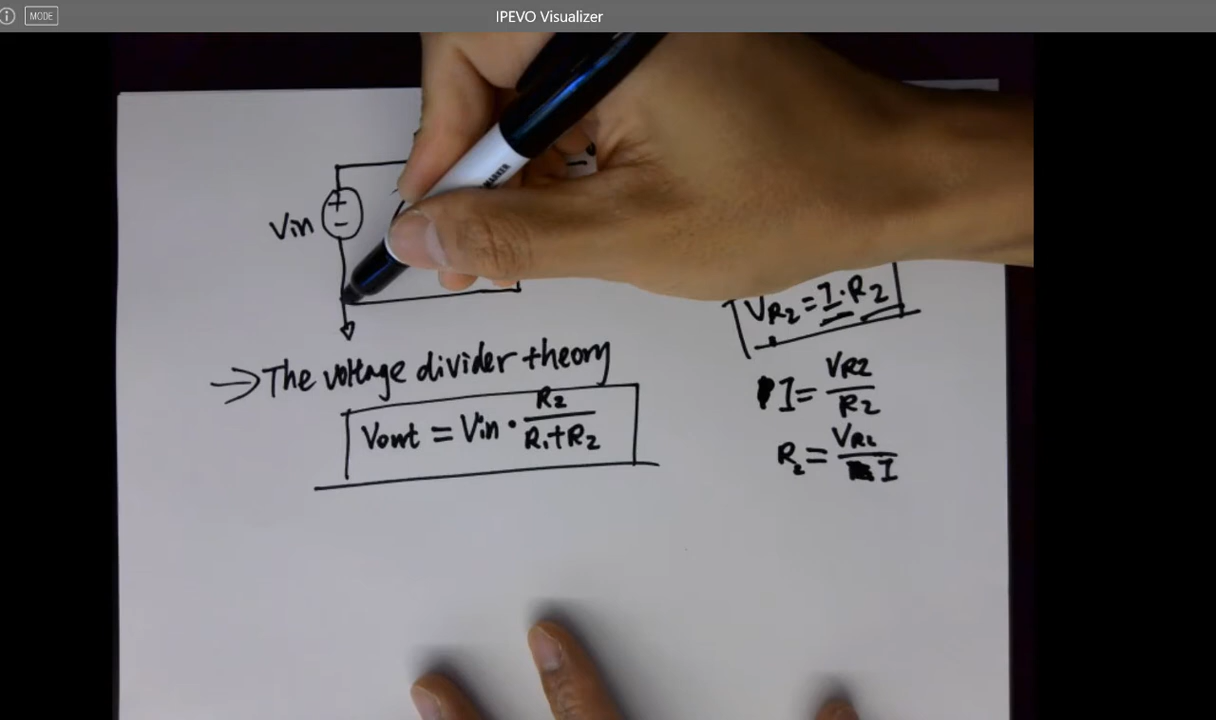 MODE
IPEVO Visualizer
MARKER
+
Vin
-
VR2 = I·R2
→ The voltage divider theory
Vout = Vin · R2 / R1+R2
I = VR2 / R2
R2 = VR2 / I